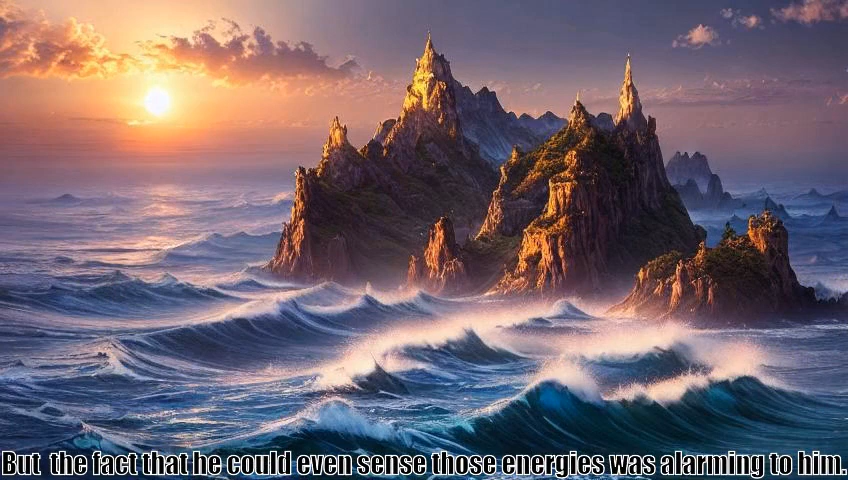 But  the fact that he could even sense those energies was alarming to him.